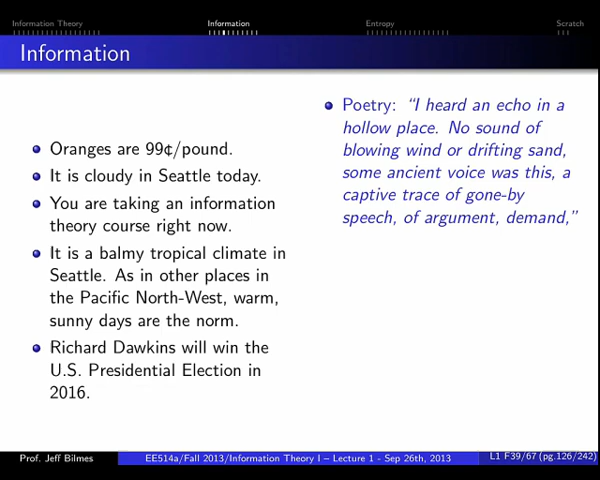 Information Theory Information Entropy Scratch
Information
Oranges are 99¢/pound.
It is cloudy in Seattle today.
You are taking an information
theory course right now.
It is a balmy tropical climate in
Seattle. As in other places in
the Pacific North-West, warm,
sunny days are the norm.
Richard Dawkins will win the
U.S. Presidential Election in
2016.
Poetry: “I heard an echo in a
hollow place. No sound of
blowing wind or drifting sand,
some ancient voice was this, a
captive trace of gone-by
speech, of argument, demand,”
Prof. Jeff Bilmes EE514a/Fall 2013/Information Theory I – Lecture 1 - Sep 26th, 2013 L1 F39/67 (pg.126/242)